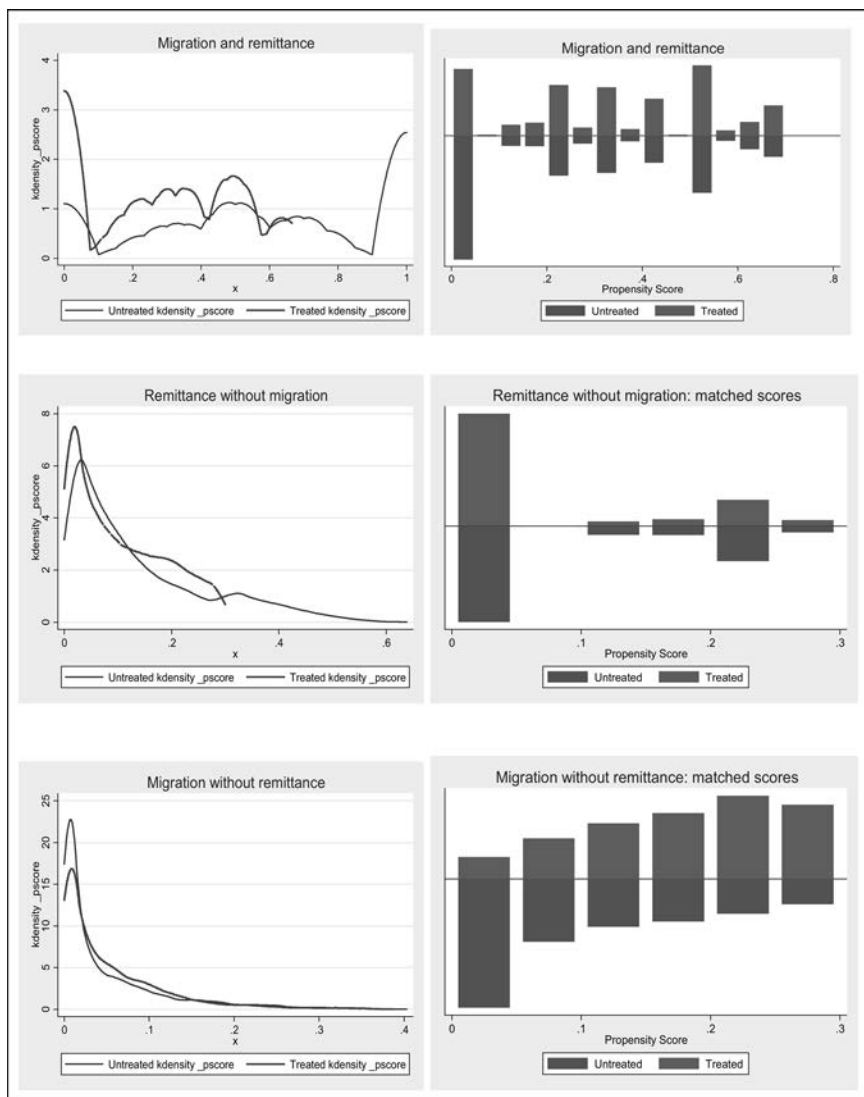 Migration and remittance
4
3
2
1
0
kdensity _pscore
0 .2 .4 .6 .8 1
x
Untreated kdensity _pscore Treated kdensity _pscore
Migration and remittance
0 .2 .4 .6 .8
Propensity Score
Untreated Treated
Remittance without migration
8
6
4
2
0
kdensity _pscore
0 .2 .4 .6
x
Untreated kdensity _pscore Treated kdensity _pscore
Remittance without migration: matched scores
0 .1 .2 .3
Propensity Score
Untreated Treated
Migration without remittance
25
20
15
10
5
0
kdensity _pscore
0 .1 .2 .3 .4
x
Untreated kdensity _pscore Treated kdensity _pscore
Migration without remittance: matched scores
0 .1 .2 .3
Propensity Score
Untreated Treated